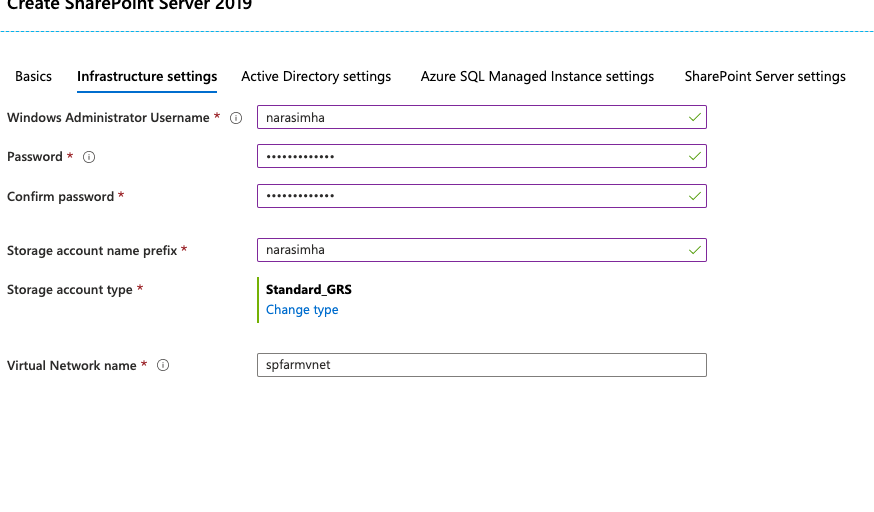 Create SharePoint Server 2019
Basics Infrastructure settings Active Directory settings Azure SQL Managed Instance settings SharePoint Server settings
Windows Administrator Username * narasimha
Password * •••••••••••••
Confirm password * •••••••••••••
Storage account name prefix * narasimha
Storage account type * Standard_GRS
Change type
Virtual Network name * spfarmvnet